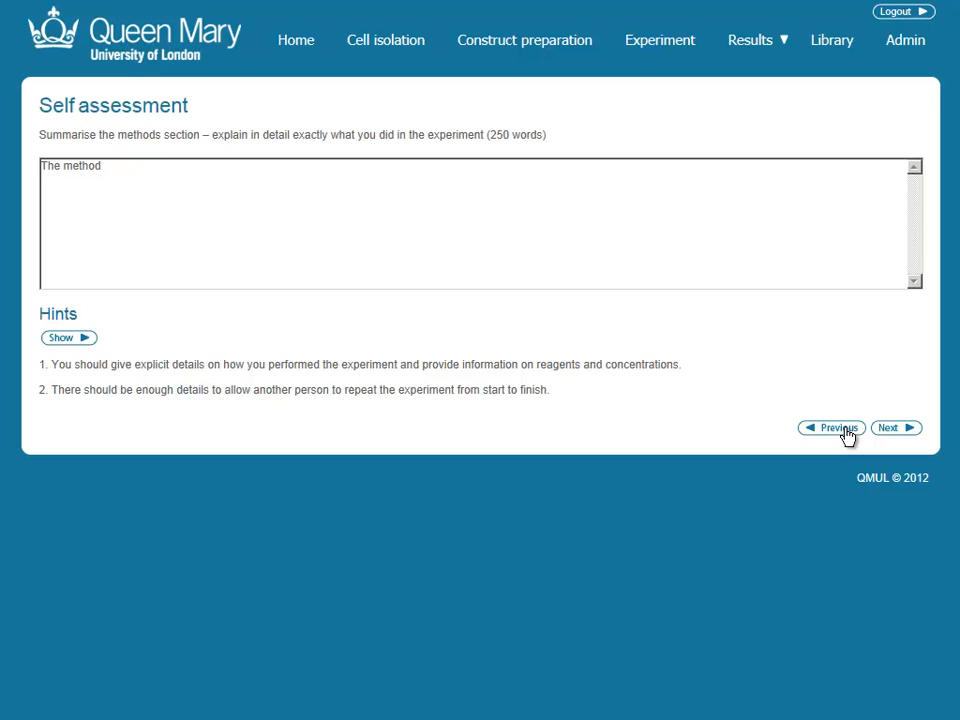 Logout
Queen Mary
University of London
Home Cell isolation Construct preparation Experiment Results ▼ Library Admin
Self assessment
Summarise the methods section – explain in detail exactly what you did in the experiment (250 words)
The method
Hints
Show
1. You should give explicit details on how you performed the experiment and provide information on reagents and concentrations.
2. There should be enough details to allow another person to repeat the experiment from start to finish.
Previous Next
QMUL © 2012